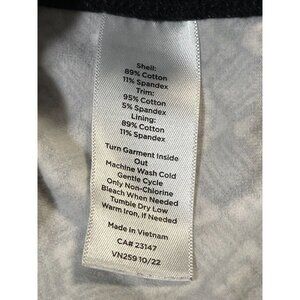 Shell:
89% Cotton
11% Spandex
Trim:
95% Cotton
5% Spandex
Lining:
89% Cotton
11% Spandex
Turn Garment Inside
Out
Machine Wash Cold
Gentle Cycle
Only Non-Chlorine
Bleach When Needed
Tumble Dry Low
Warm Iron, If Needed
Made in Vietnam
CA# 23147
VN259 10/22